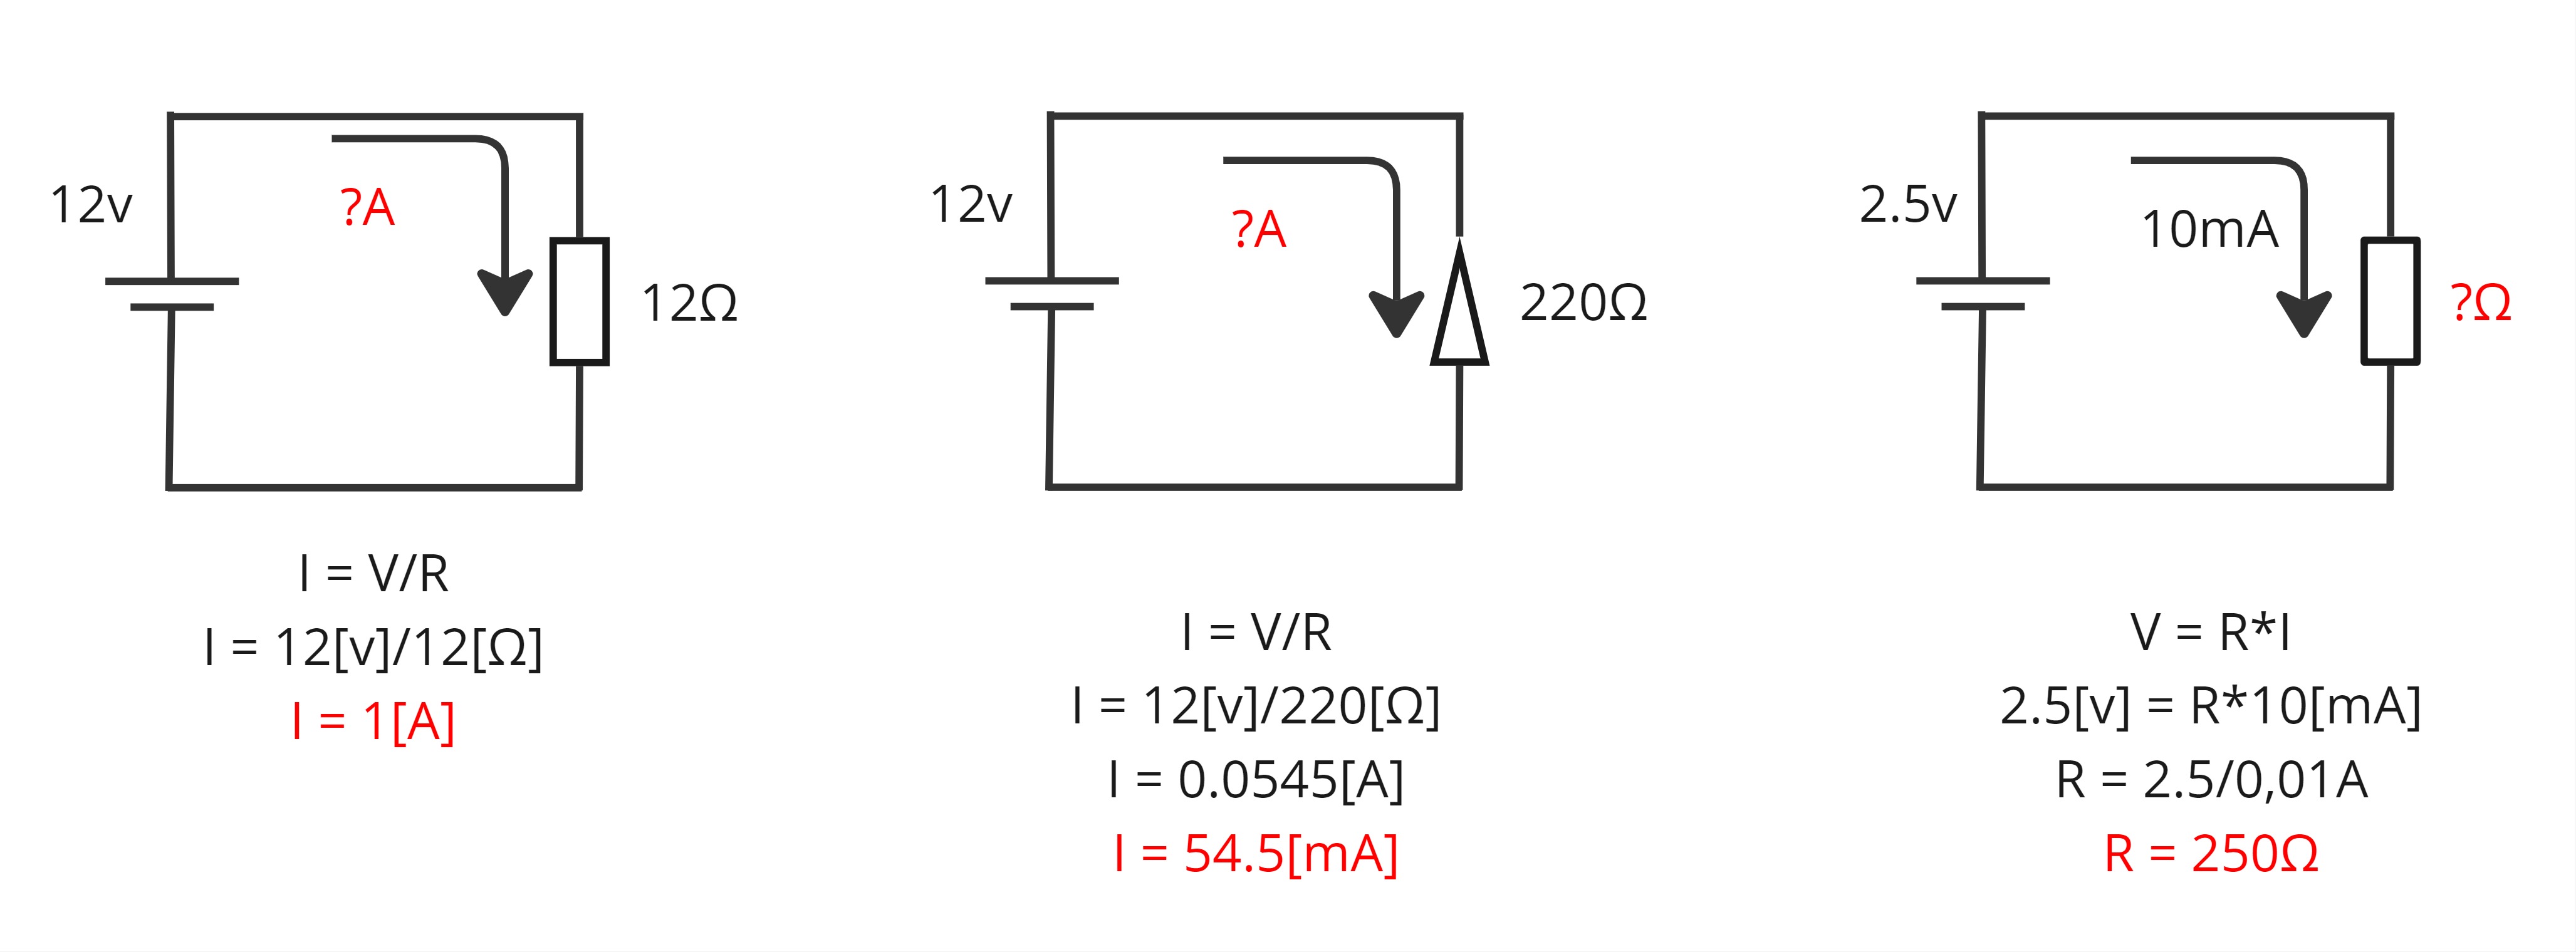 12v
?A
12Ω
I = V/R
I = 12[v]/12[Ω]
I = 1[A]
12v
?A
220Ω
I = V/R
I = 12[v]/220[Ω]
I = 0.0545[A]
I = 54.5[mA]
2.5v
10mA
?Ω
V = R*I
2.5[v] = R*10[mA]
R = 2.5/0,01A
R = 250Ω